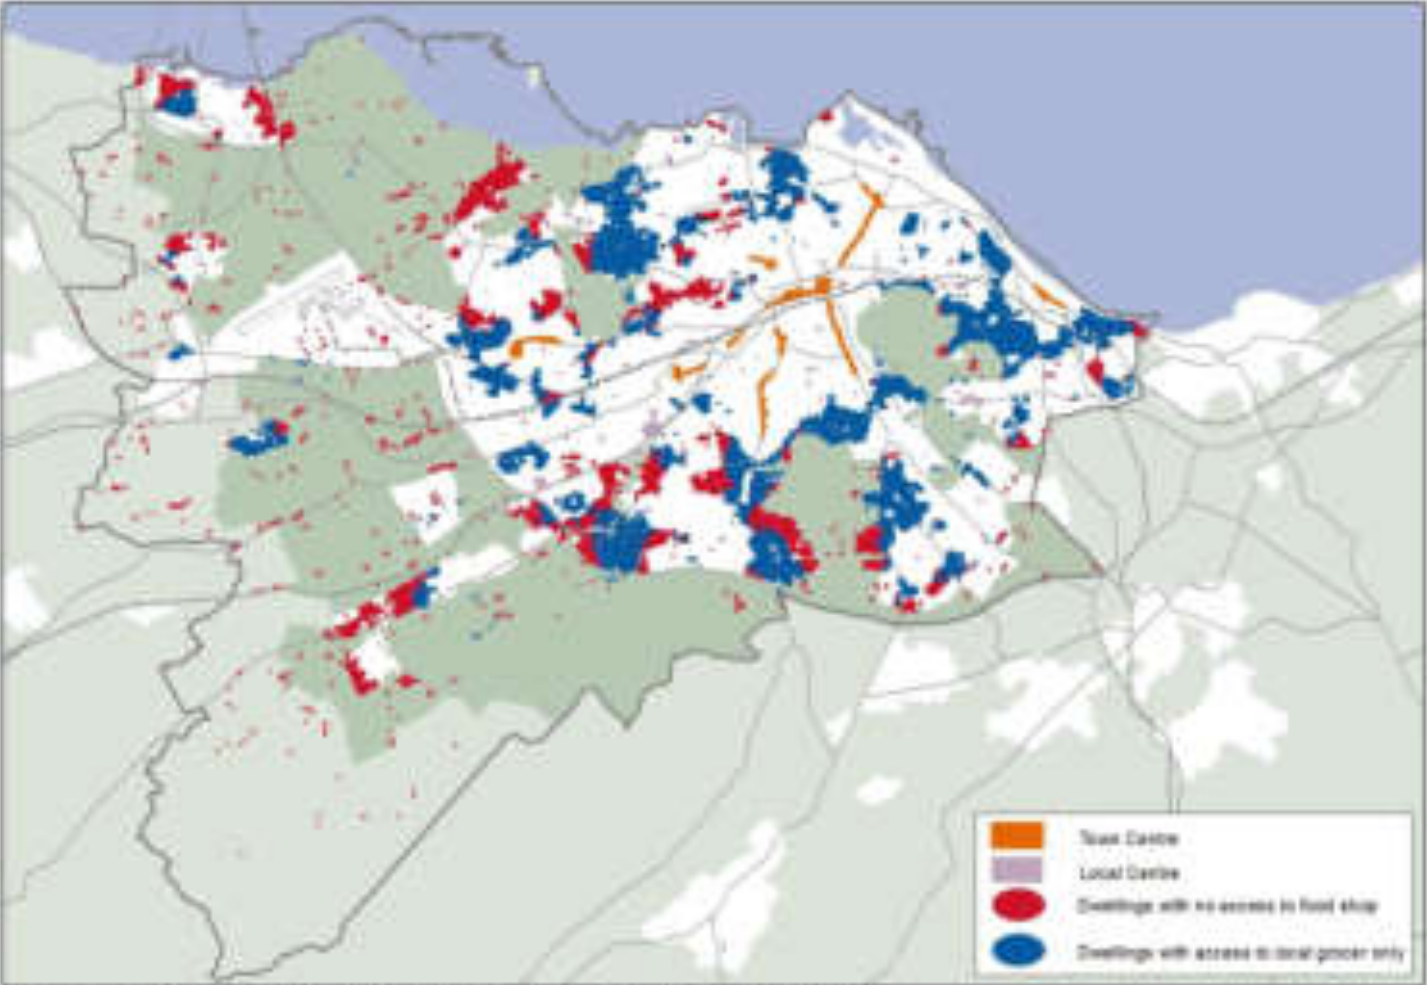 Town Centre
Local Centre
Dwellings with no access to food shop
Dwellings with access to local grocer only